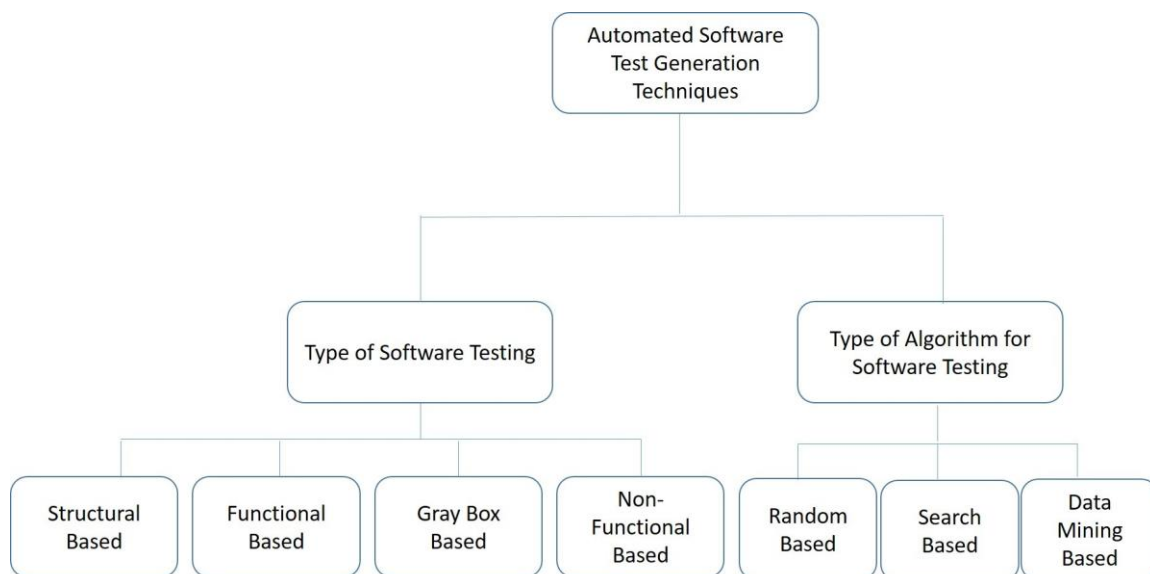 Automated Software
Test Generation
Techniques
Type of Software Testing
Type of Algorithm for
Software Testing
Structural
Based
Functional
Based
Gray Box
Based
Non-
Functional
Based
Random
Based
Search
Based
Data
Mining
Based